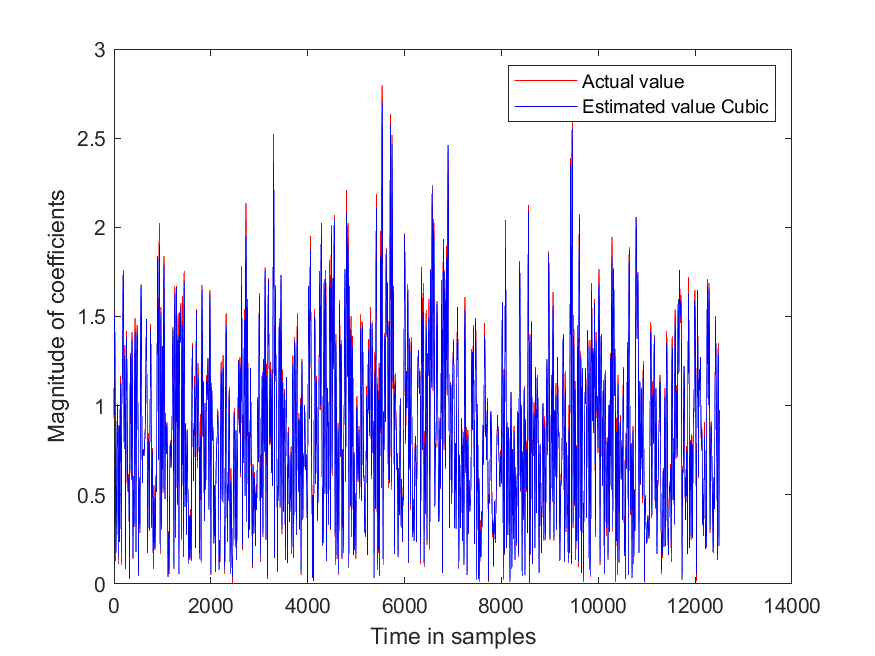 3
2.5
2
1.5
1
0.5
0
Magnitude of coefficients
Actual value
Estimated value Cubic
0 2000 4000 6000 8000 10000 12000 14000
Time in samples